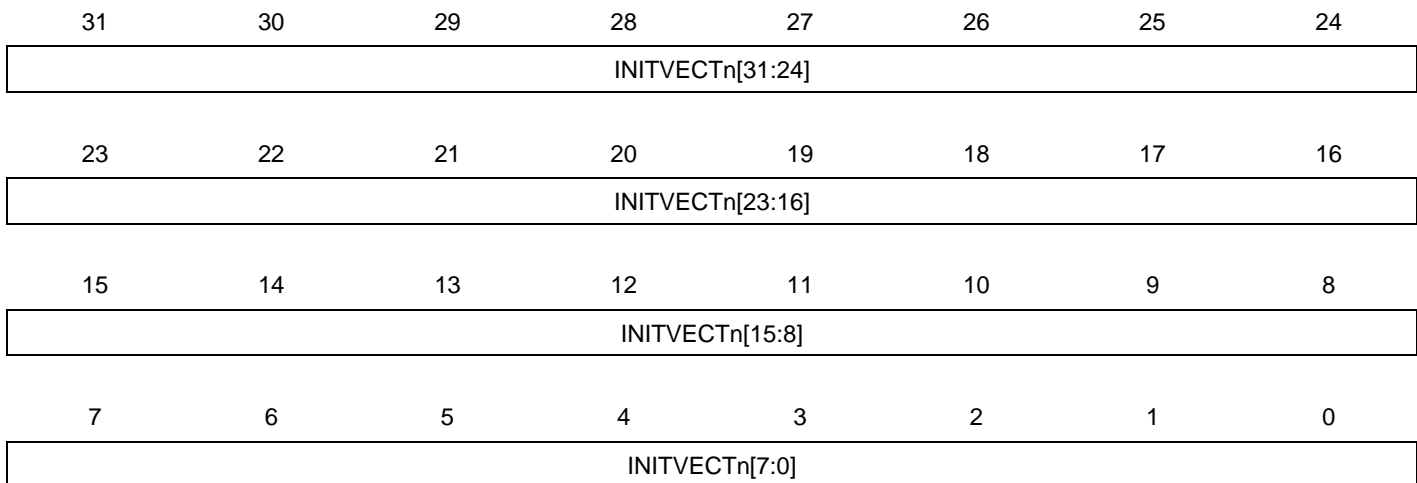 31 30 29 28 27 26 25 24
INITVECTn[31:24]
23 22 21 20 19 18 17 16
INITVECTn[23:16]
15 14 13 12 11 10 9 8
INITVECTn[15:8]
7 6 5 4 3 2 1 0
INITVECTn[7:0]